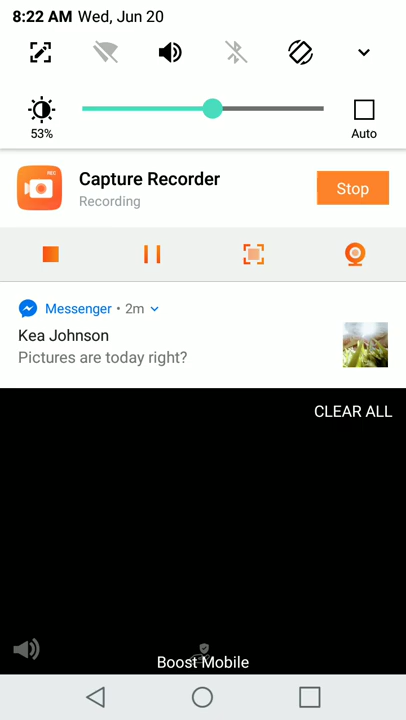 8:22 AM Wed, Jun 20
53%
Auto
REC
Capture Recorder
Recording
Stop
Messenger • 2m
Kea Johnson
Pictures are today right?
CLEAR ALL
Boost Mobile